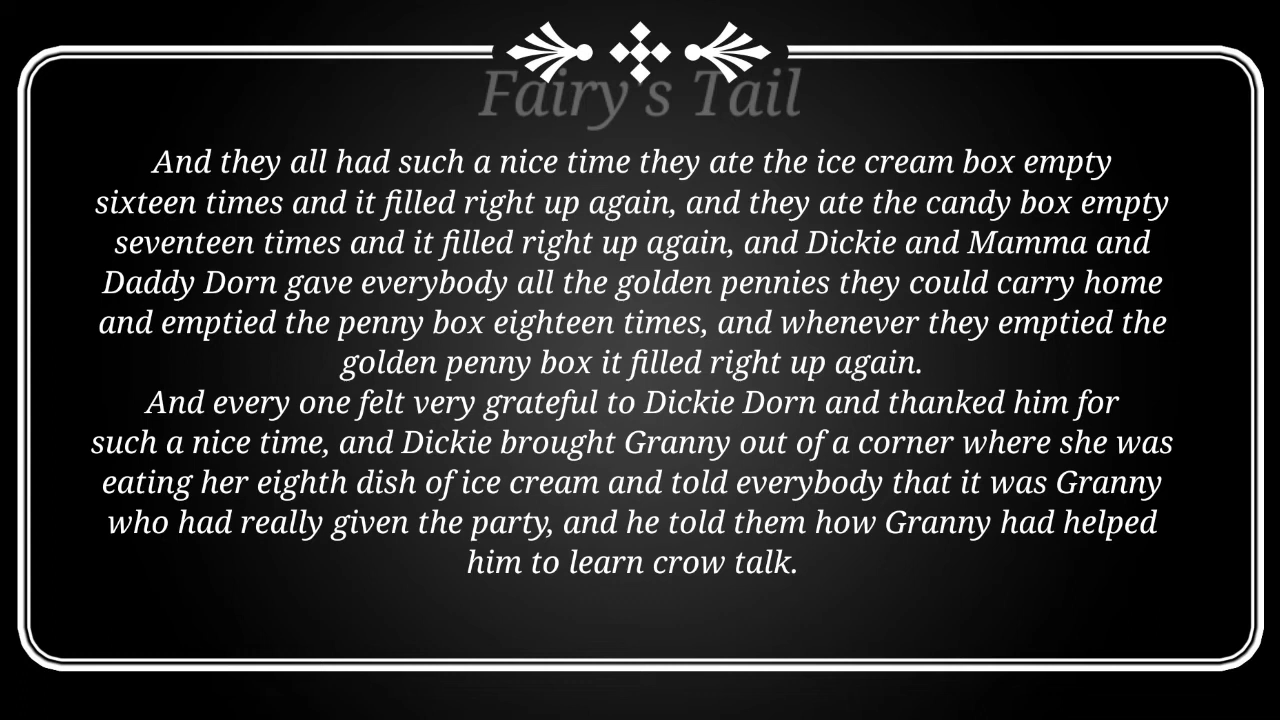 Fairy's Tail
And they all had such a nice time they ate the ice cream box empty
sixteen times and it filled right up again, and they ate the candy box empty
seventeen times and it filled right up again, and Dickie and Mamma and
Daddy Dorn gave everybody all the golden pennies they could carry home
and emptied the penny box eighteen times, and whenever they emptied the
golden penny box it filled right up again.
And every one felt very grateful to Dickie Dorn and thanked him for
such a nice time, and Dickie brought Granny out of a corner where she was
eating her eighth dish of ice cream and told everybody that it was Granny
who had really given the party, and he told them how Granny had helped
him to learn crow talk.